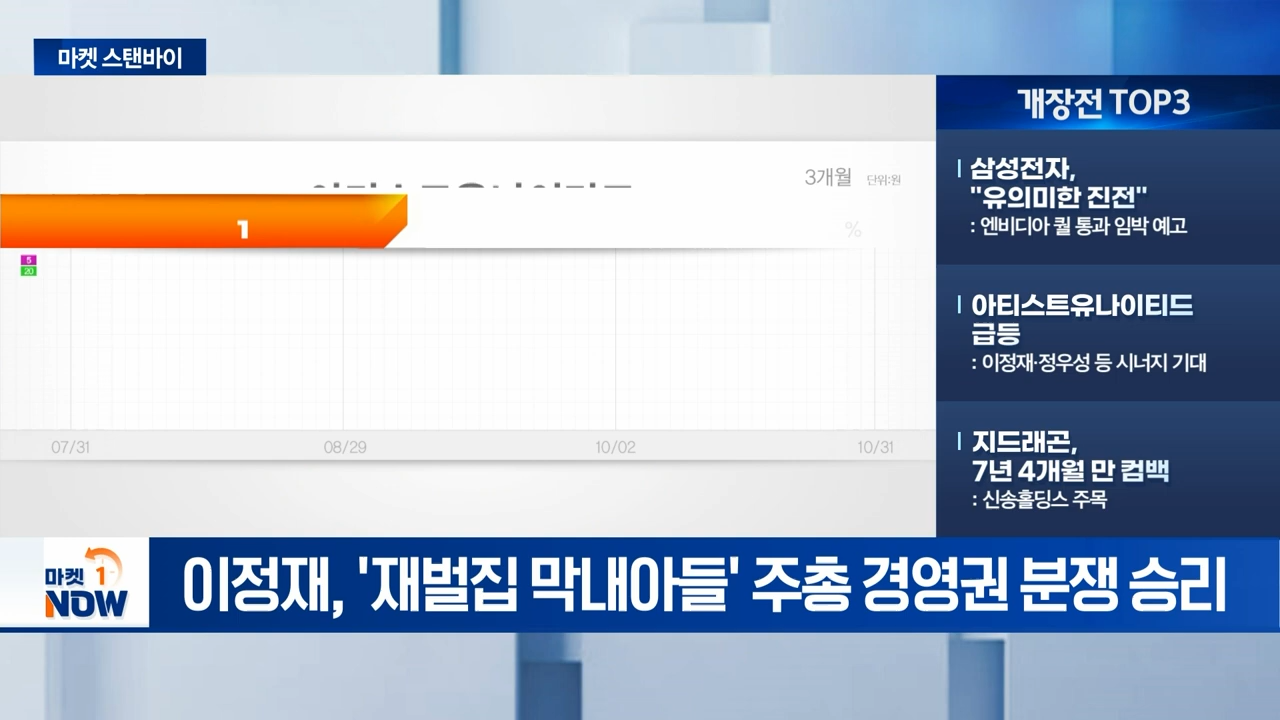 마켓 스탠바이
3개월 단위:원
1
%
5
20
07/31 08/29 10/02 10/31
개장전 TOP3
삼성전자,
"유의미한 진전"
: 엔비디아 퀄 통과 임박 예고
아티스트유나이티드
급등
: 이정재·정우성 등 시너지 기대
지드래곤,
7년 4개월 만 컴백
: 신송홀딩스 주목
마켓 1
NOW
이정재, '재벌집 막내아들' 주총 경영권 분쟁 승리